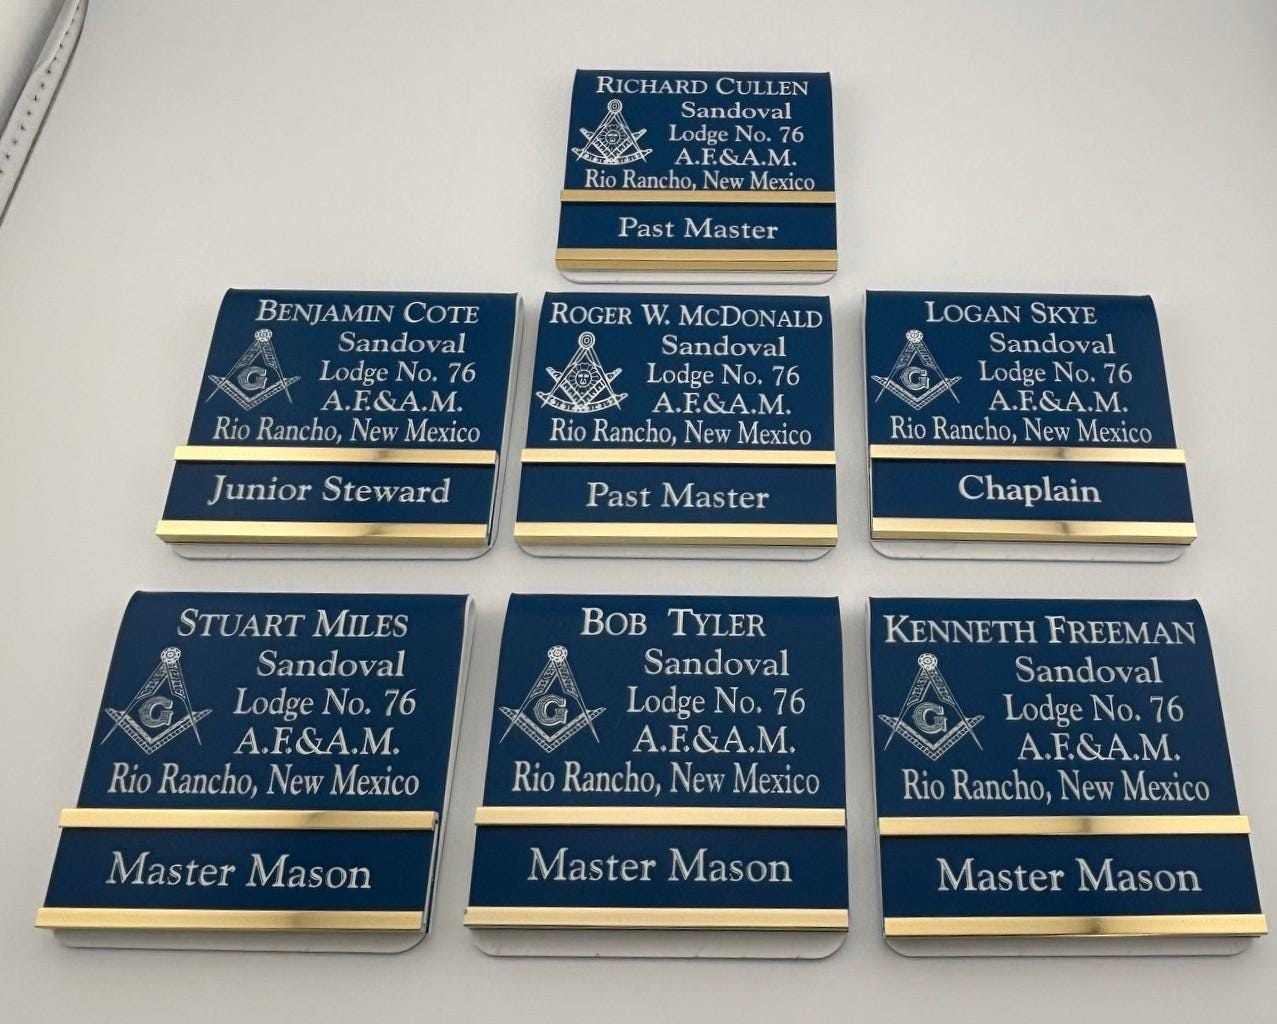 RICHARD CULLEN
Sandoval
Lodge No. 76
A.F.&A.M.
Rio Rancho, New Mexico
Past Master
BENJAMIN COTE
G
Sandoval
Lodge No. 76
A.F.&A.M.
Rio Rancho, New Mexico
Junior Steward
ROGER W. MCDONALD
Sandoval
Lodge No. 76
A.F.&A.M.
Rio Rancho, New Mexico
Past Master
LOGAN SKYE
G
Sandoval
Lodge No. 76
A.F.&A.M.
Rio Rancho, New Mexico
Chaplain
STUART MILES
G
Sandoval
Lodge No. 76
A.F.&A.M.
Rio Rancho, New Mexico
Master Mason
BOB TYLER
G
Sandoval
Lodge No. 76
A.F.&A.M.
Rio Rancho, New Mexico
Master Mason
KENNETH FREEMAN
G
Sandoval
Lodge No. 76
A.F.&A.M.
Rio Rancho, New Mexico
Master Mason